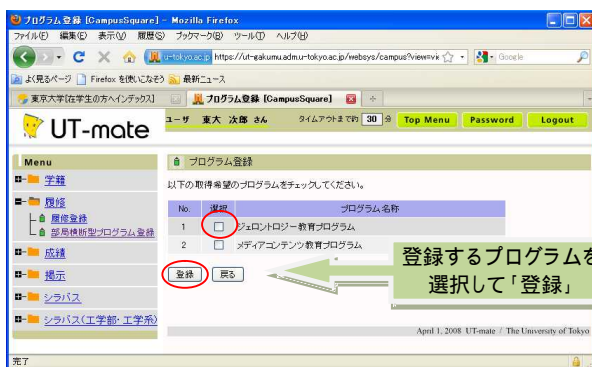 プログラム登録 [CampusSquare] - Mozilla Firefox
ファイル(F) 編集(E) 表示(V) 履歴(S) ブックマーク(B) ツール(T) ヘルプ(H)
u-tokyo.ac.jp https://ut-gakumu.adm.u-tokyo.ac.jp/websys/campus?view=vie Google
よく見るページ Firefox を使いこなそう 最新ニュース
東京大学[在学生の方へインデックス] プログラム登録 [CampusSquare]
UT-mate ユーザ 東大 次郎 さん タイムアウトまで約 30 分 Top Menu Password Logout
Menu
学籍
履修
履修登録
部局横断型プログラム登録
成績
掲示
シラバス
シラバス(工学部・工学系)
プログラム登録
以下の取得希望のプログラムをチェックしてください。
No. 選択 プログラム名称
1 ジェロントロジー教育プログラム
2 メディアコンテンツ教育プログラム
登録 戻る
登録するプログラムを
選択して「登録」
April 1, 2008 UT-mate / The University of Tokyo
完了